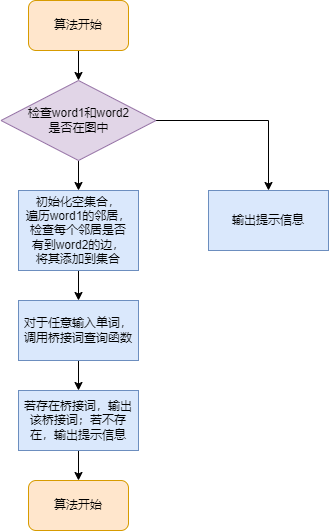 算法开始
检查word1和word2
是否在图中
初始化空集合，
遍历word1的邻居，
检查每个邻居是否
有到word2的边，
将其添加到集合
输出提示信息
对于任意输入单词，
调用桥接词查询函数
若存在桥接词，输出
该桥接词；若不存
在，输出提示信息
算法开始